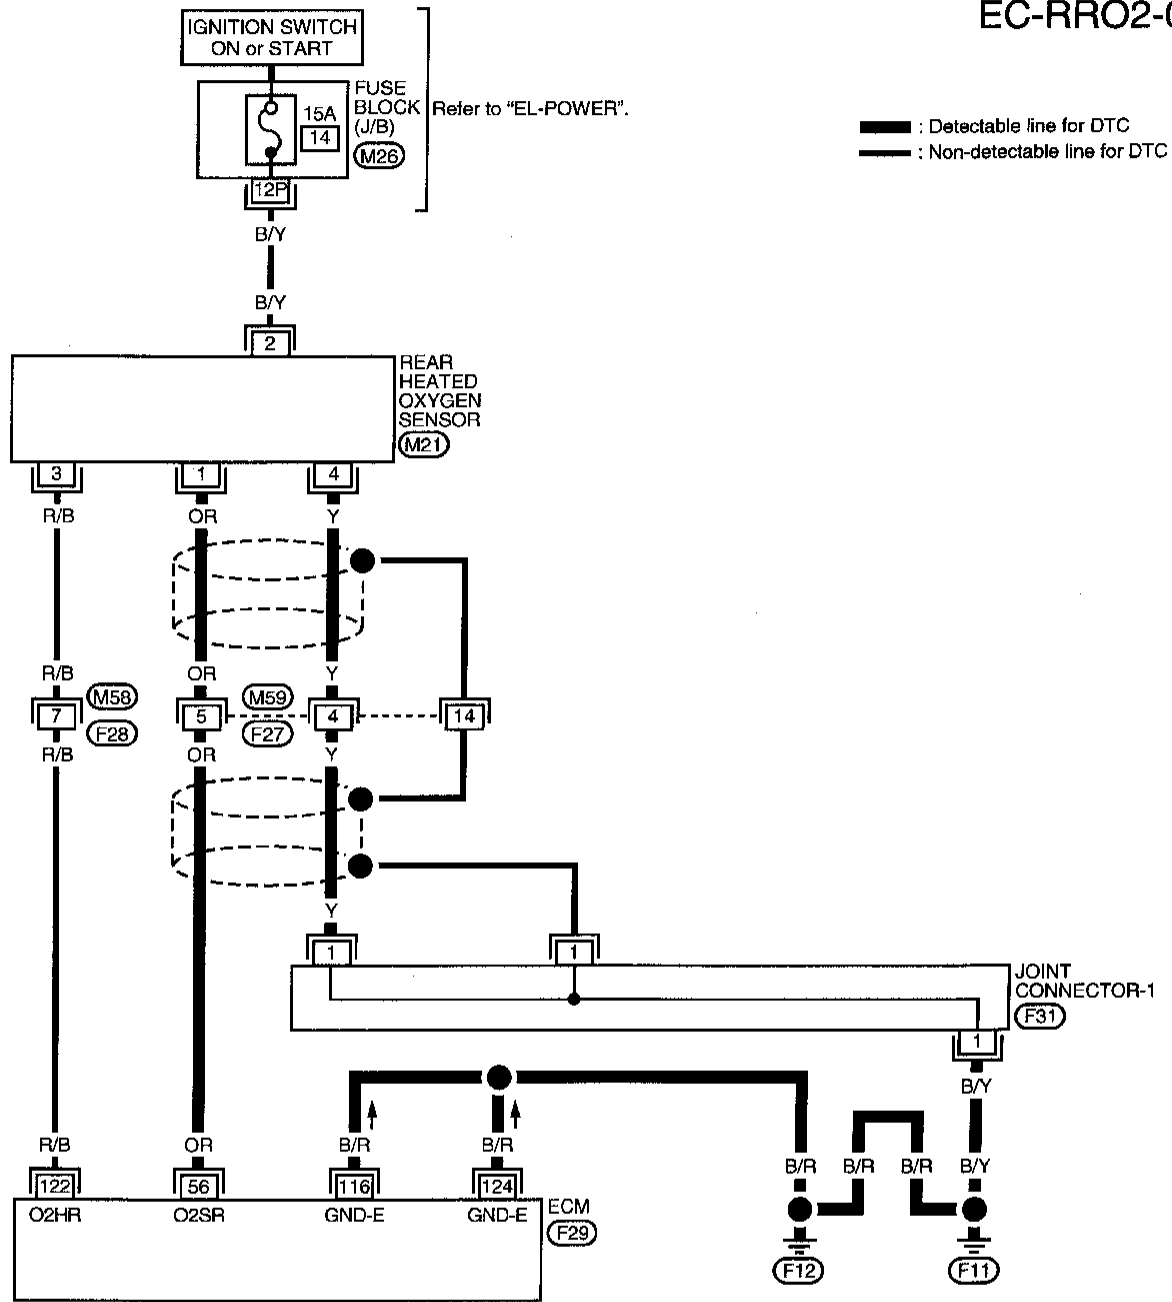 EC-RRO2-0
IGNITION SWITCH
ON or START
FUSE
BLOCK
(J/B)
M26
15A
14
Refer to "EL-POWER".
: Detectable line for DTC
: Non-detectable line for DTC
12P
B/Y
B/Y
2
REAR
HEATED
OXYGEN
SENSOR
M21
3 1 4
R/B OR Y
R/B OR Y
M58 M59
7 5 4 14
F28 F27
R/B OR Y
Y
1 1
JOINT
CONNECTOR-1
F31
1
B/Y
R/B OR B/R B/R
B/R B/R B/R B/Y
122 56 116 124
O2HR O2SR GND-E GND-E
ECM
F29
F12 F11